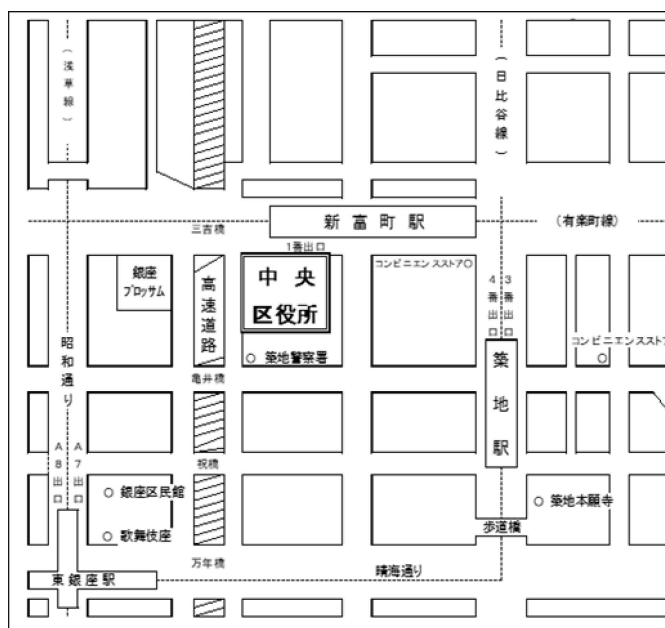 (浅草線)
(日比谷線)
新富町駅
(有楽町線)
三吉橋
1番出口
銀座
ブロッサム
高速道路
中央
区役所
コンビニエンスストア
4番出口
3番出口
昭和通り
築地警察署
コンビニエンスストア
亀井橋
築地駅
A8出口
A7出口
祝橋
銀座区民館
築地本願寺
歌舞伎座
歩道橋
万年橋
東銀座駅
晴海通り